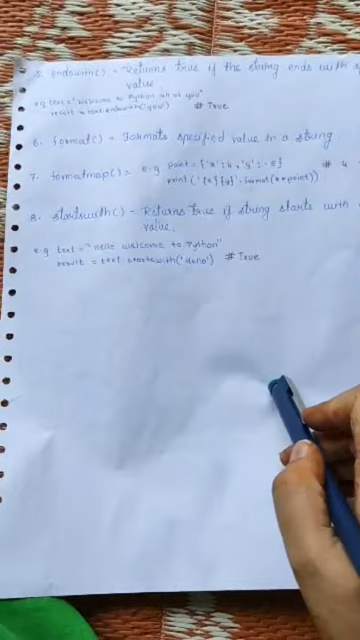 5. endswith() - Returns true if the string ends with s
value
e.g text = "welcome to Python all of you"
result = text.endswith('you') # True
6. format() = Formats specified value in a string
7. formatmap() = e.g point = {'x':4, 'y':-5}
print('{x} {y}'.format(**point)) # 4
8. startswith() - Returns true if string starts with
value.
e.g text = "Hello welcome to Python"
result = text.startswith('Hello') # True